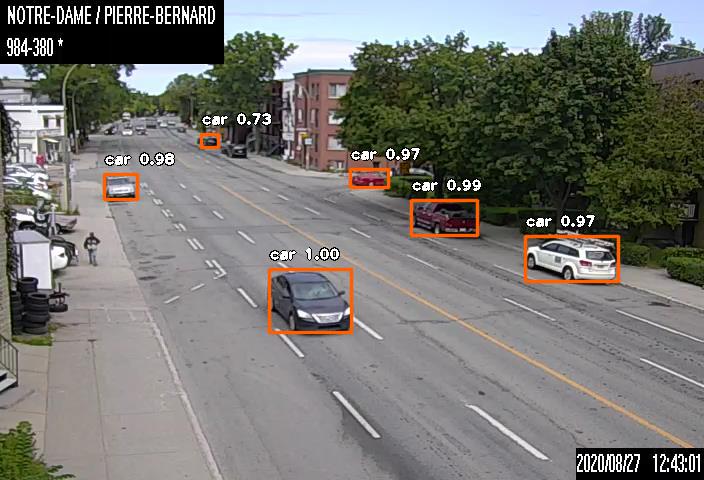 NOTRE-DAME / PIERRE-BERNARD
984-380 *
car 0.73
car 0.98
car 0.97
car 0.99
car 0.97
car 1.00
2020/08/27 12:43:01